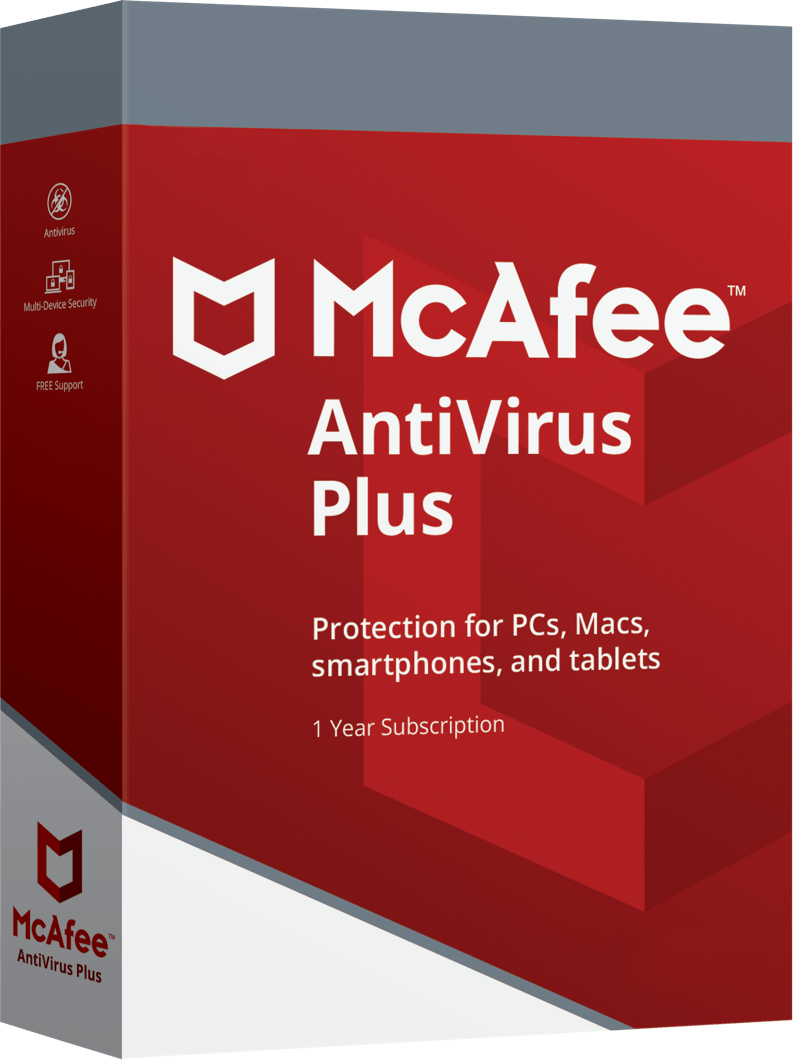 Antivirus
Multi-Device Security
FREE Support
McAfee™
AntiVirus Plus
McAfee™
AntiVirus
Plus
Protection for PCs, Macs,
smartphones, and tablets
1 Year Subscription